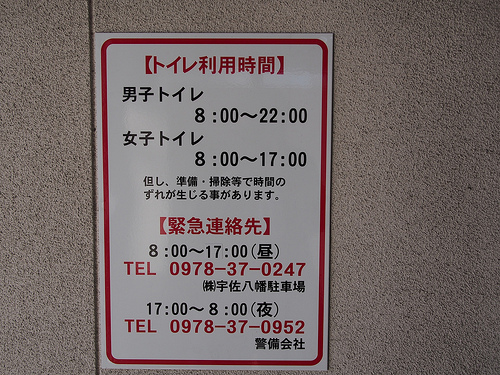 【トイレ利用時間】
男子トイレ
8:00〜22:00
女子トイレ
8:00〜17:00
但し、準備・掃除等で時間の
ずれが生じる事があります。
【緊急連絡先】
8:00〜17:00(昼)
TEL 0978-37-0247
㈱宇佐八幡駐車場
17:00〜8:00(夜)
TEL 0978-37-0952
警備会社